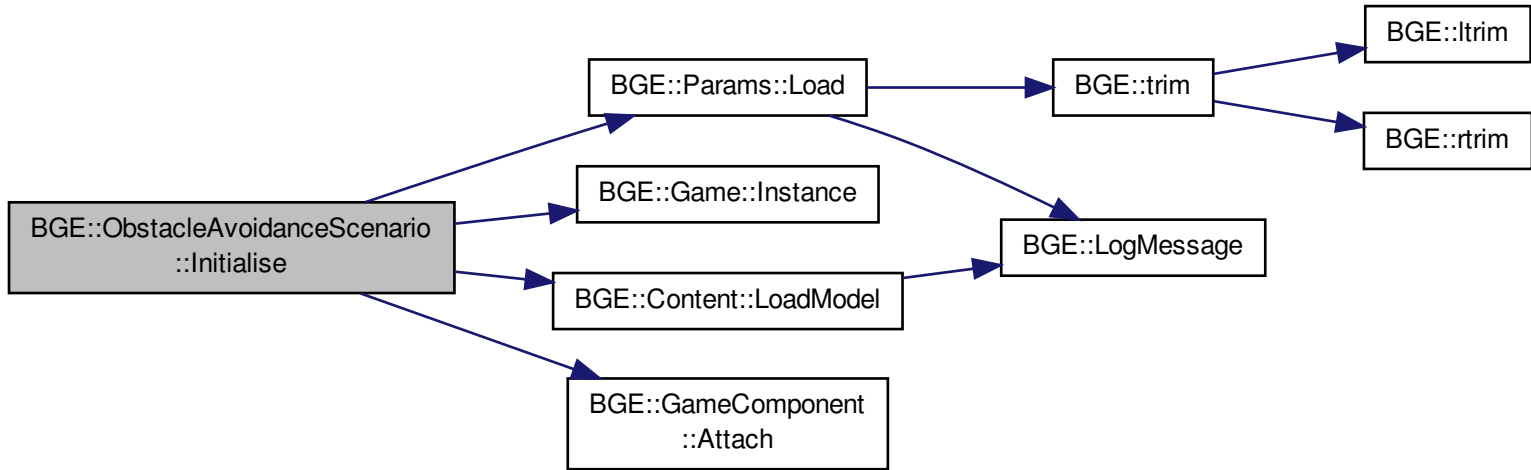 BGE::ltrim
BGE::Params::Load
BGE::trim
BGE::rtrim
BGE::Game::Instance
BGE::ObstacleAvoidanceScenario
::Initialise
BGE::LogMessage
BGE::Content::LoadModel
BGE::GameComponent
::Attach